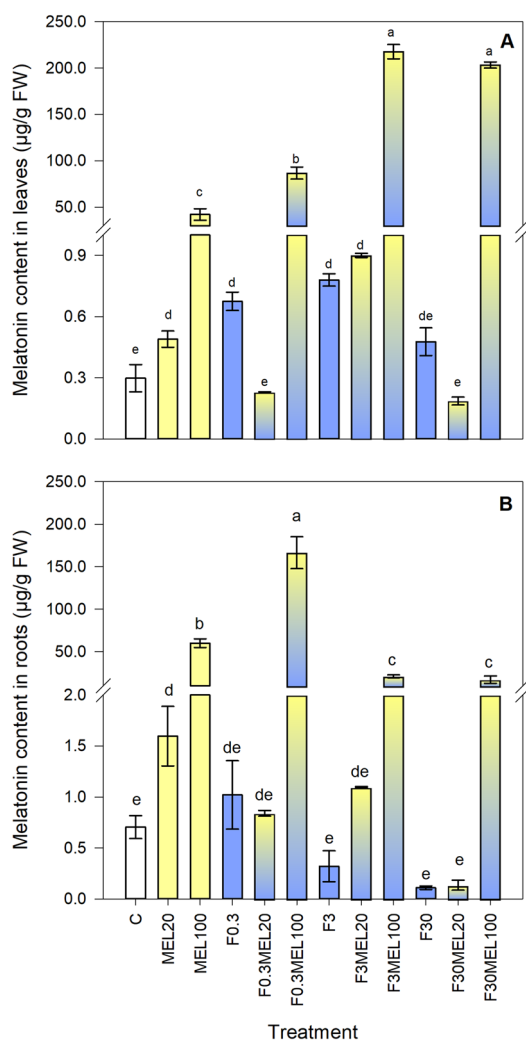 A
Melatonin content in leaves (µg/g FW)
250.0
200.0
150.0
100.0
50.0
0.9
0.6
0.3
0.0
e
d
c
d
e
b
d
d
a
de
e
a
B
Melatonin content in roots (µg/g FW)
250.0
200.0
150.0
100.0
50.0
2.0
1.5
1.0
0.5
0.0
e
d
b
de
de
a
e
de
c
e
e
c
C
MEL20
MEL100
F0.3
F0.3MEL20
F0.3MEL100
F3
F3MEL20
F3MEL100
F30
F30MEL20
F30MEL100
Treatment